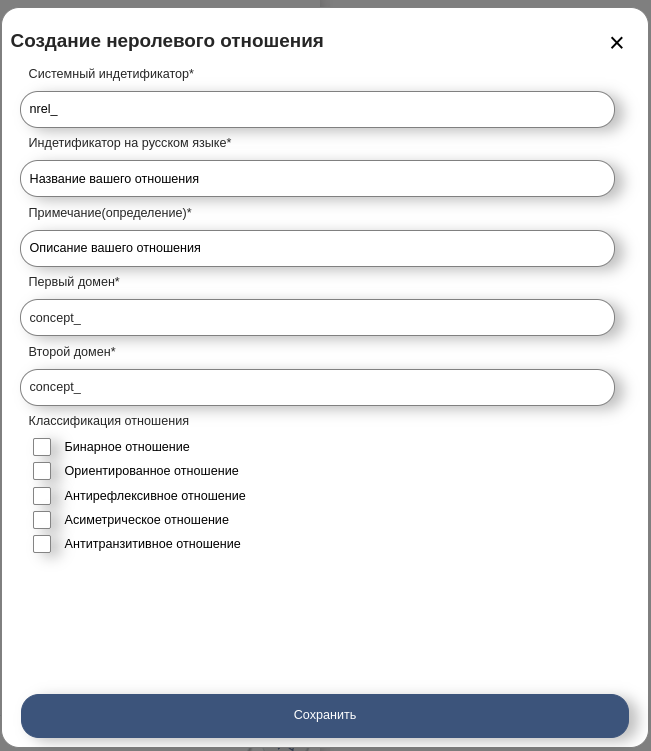 Создание неролевого отношения
✕
Системный индетификатор*
nrel_
Индетификатор на русском языке*
Название вашего отношения
Примечание(определение)*
Описание вашего отношения
Первый домен*
concept_
Второй домен*
concept_
Классификация отношения
Бинарное отношение
Ориентированное отношение
Антирефлексивное отношение
Асиметрическое отношение
Антитранзитивное отношение
Сохранить